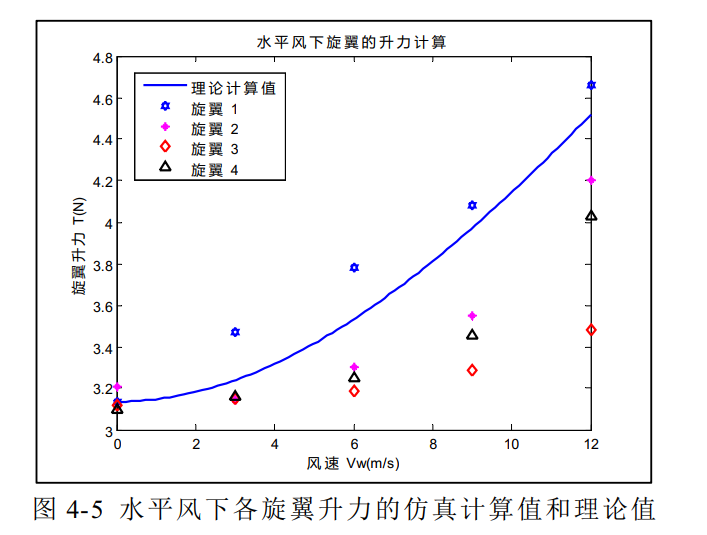 水平风下旋翼的升力计算
4.8
4.6
4.4
4.2
4
3.8
3.6
3.4
3.2
3
旋翼升力 T(N)
理论计算值
旋翼 1
旋翼 2
旋翼 3
旋翼 4
0 2 4 6 8 10 12
风速 Vw(m/s)
图 4-5 水平风下各旋翼升力的仿真计算值和理论值